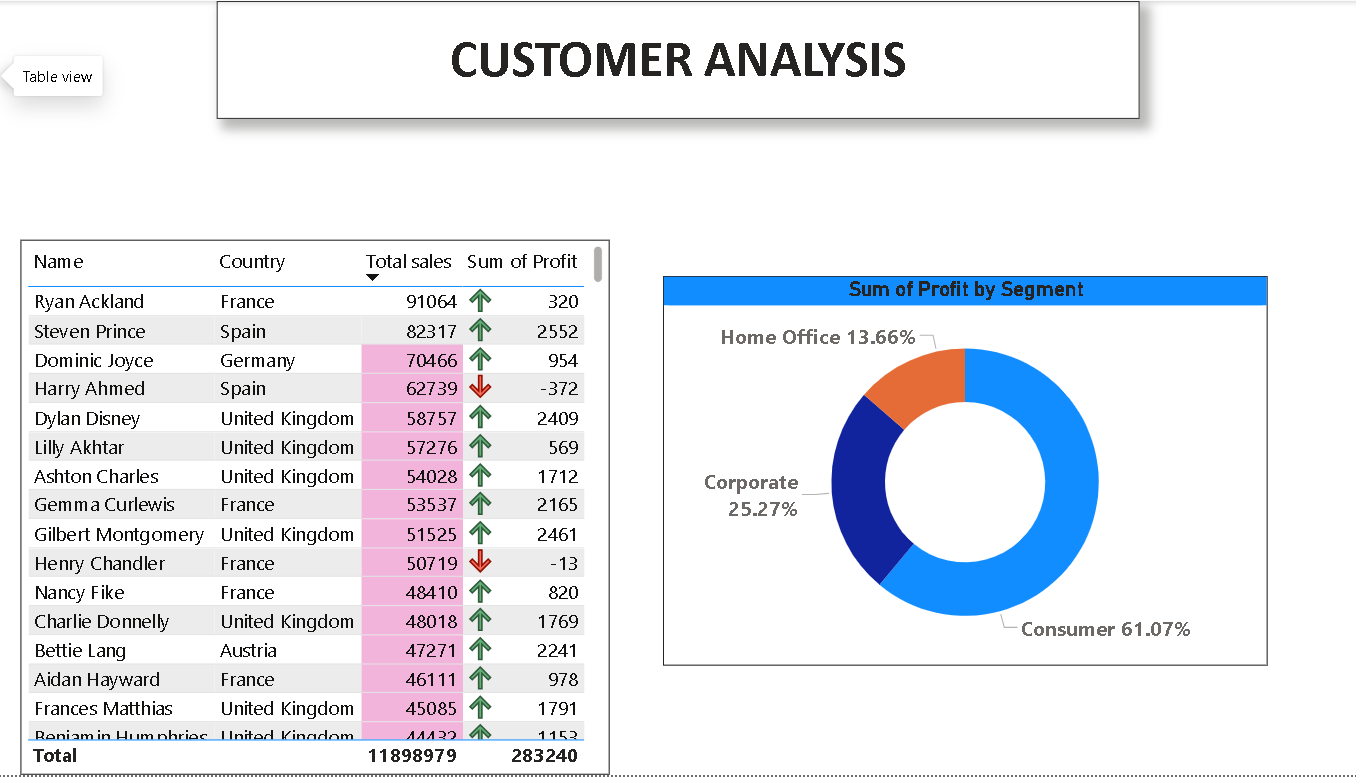 CUSTOMER ANALYSIS
Table view
Name Country Total sales Sum of Profit
Ryan Ackland France 91064 320
Steven Prince Spain 82317 2552
Dominic Joyce Germany 70466 954
Harry Ahmed Spain 62739 -372
Dylan Disney United Kingdom 58757 2409
Lilly Akhtar United Kingdom 57276 569
Ashton Charles United Kingdom 54028 1712
Gemma Curlewis France 53537 2165
Gilbert Montgomery United Kingdom 51525 2461
Henry Chandler France 50719 -13
Nancy Fike France 48410 820
Charlie Donnelly United Kingdom 48018 1769
Bettie Lang Austria 47271 2241
Aidan Hayward France 46111 978
Frances Matthias United Kingdom 45085 1791
Benjamin Humphries United Kingdom 44432 1153
Total 11898979 283240
Sum of Profit by Segment
Home Office 13.66%
Corporate
25.27%
Consumer 61.07%